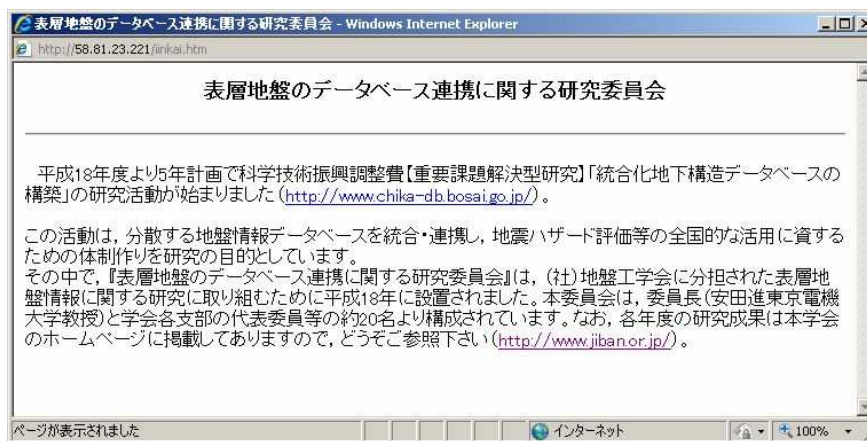 表層地盤のデータベース連携に関する研究委員会 - Windows Internet Explorer
http://58.81.23.221/iinkai.htm
表層地盤のデータベース連携に関する研究委員会
平成18年度より5年計画で科学技術振興調整費【重要課題解決型研究】「統合化地下構造データベースの
構築」の研究活動が始まりました(http://www.chika-db.bosai.go.jp/)。
この活動は，分散する地盤情報データベースを統合・連携し，地震ハザード評価等の全国的な活用に資する
ための体制作りを研究の目的としています。
その中で，『表層地盤のデータベース連携に関する研究委員会』は，(社)地盤工学会に分担された表層地
盤情報に関する研究に取り組むために平成18年に設置されました。本委員会は，委員長(安田進東京電機
大学教授)と学会各支部の代表委員等の約20名より構成されています。なお，各年度の研究成果は本学会
のホームページに掲載してありますので，どうぞご参照下さい(http://www.jiban.or.jp/)。
ページが表示されました インターネット 100%